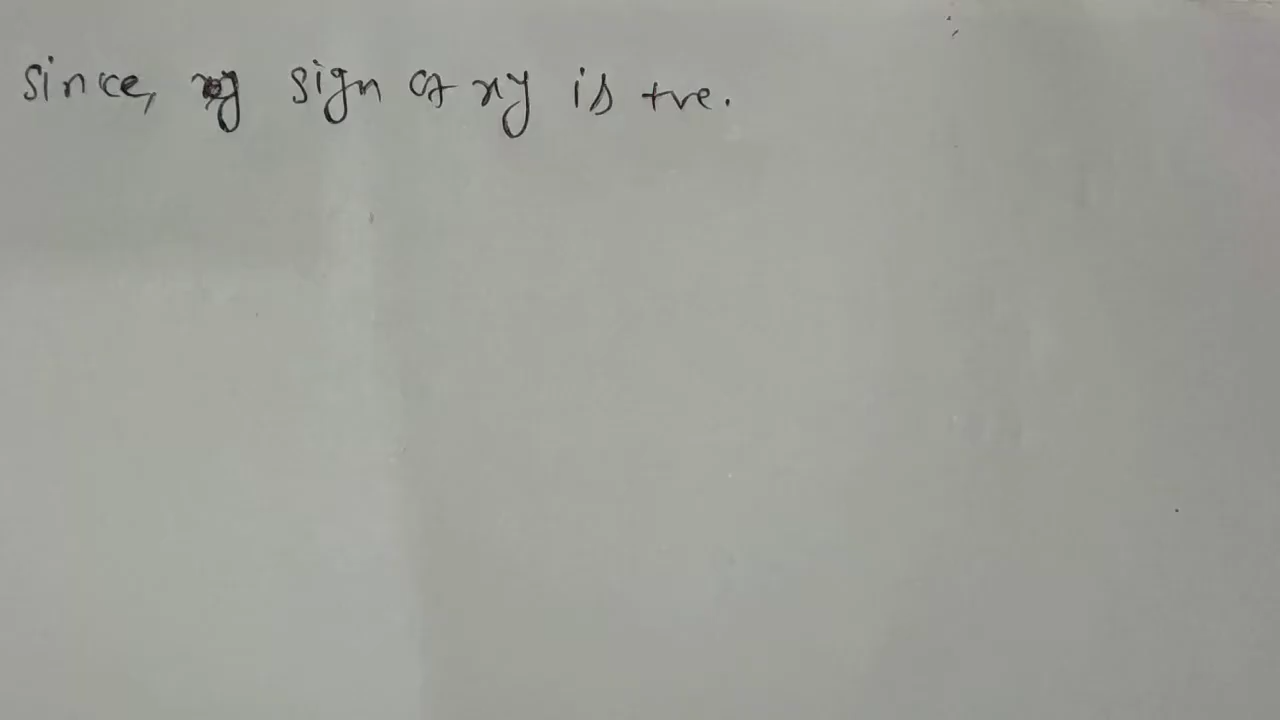 since, sign of xy is +ve.